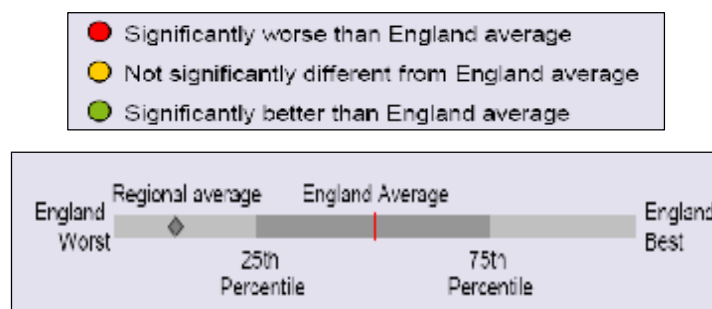 Significantly worse than England average
Not significantly different from England average
Significantly better than England average
Regional average England Average
England Worst
England Best
25th Percentile
75th Percentile